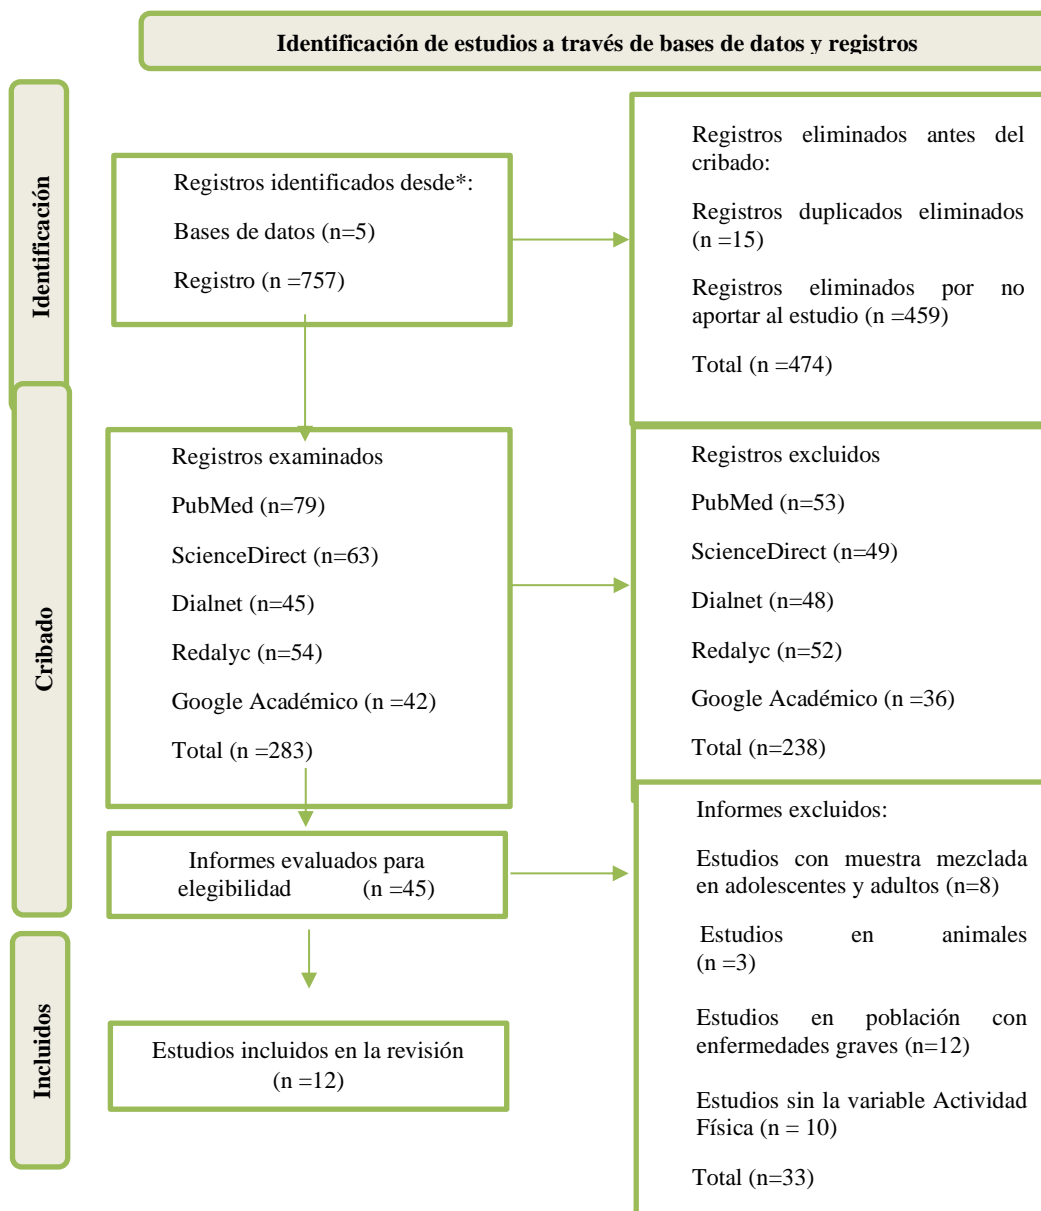 Identificación de estudios a través de bases de datos y registros
Identificación
Registros identificados desde*:
Bases de datos (n=5)
Registro (n =757)
Registros eliminados antes del
cribado:
Registros duplicados eliminados
(n =15)
Registros eliminados por no
aportar al estudio (n =459)
Total (n =474)
Cribado
Registros examinados
PubMed (n=79)
ScienceDirect (n=63)
Dialnet (n=45)
Redalyc (n=54)
Google Académico (n =42)
Total (n =283)
Registros excluidos
PubMed (n=53)
ScienceDirect (n=49)
Dialnet (n=48)
Redalyc (n=52)
Google Académico (n =36)
Total (n=238)
Informes evaluados para
elegibilidad (n =45)
Informes excluidos:
Estudios con muestra mezclada
en adolescentes y adultos (n=8)
Estudios en animales
(n =3)
Estudios en población con
enfermedades graves (n=12)
Estudios sin la variable Actividad
Física (n = 10)
Total (n=33)
Incluidos
Estudios incluidos en la revisión
(n =12)